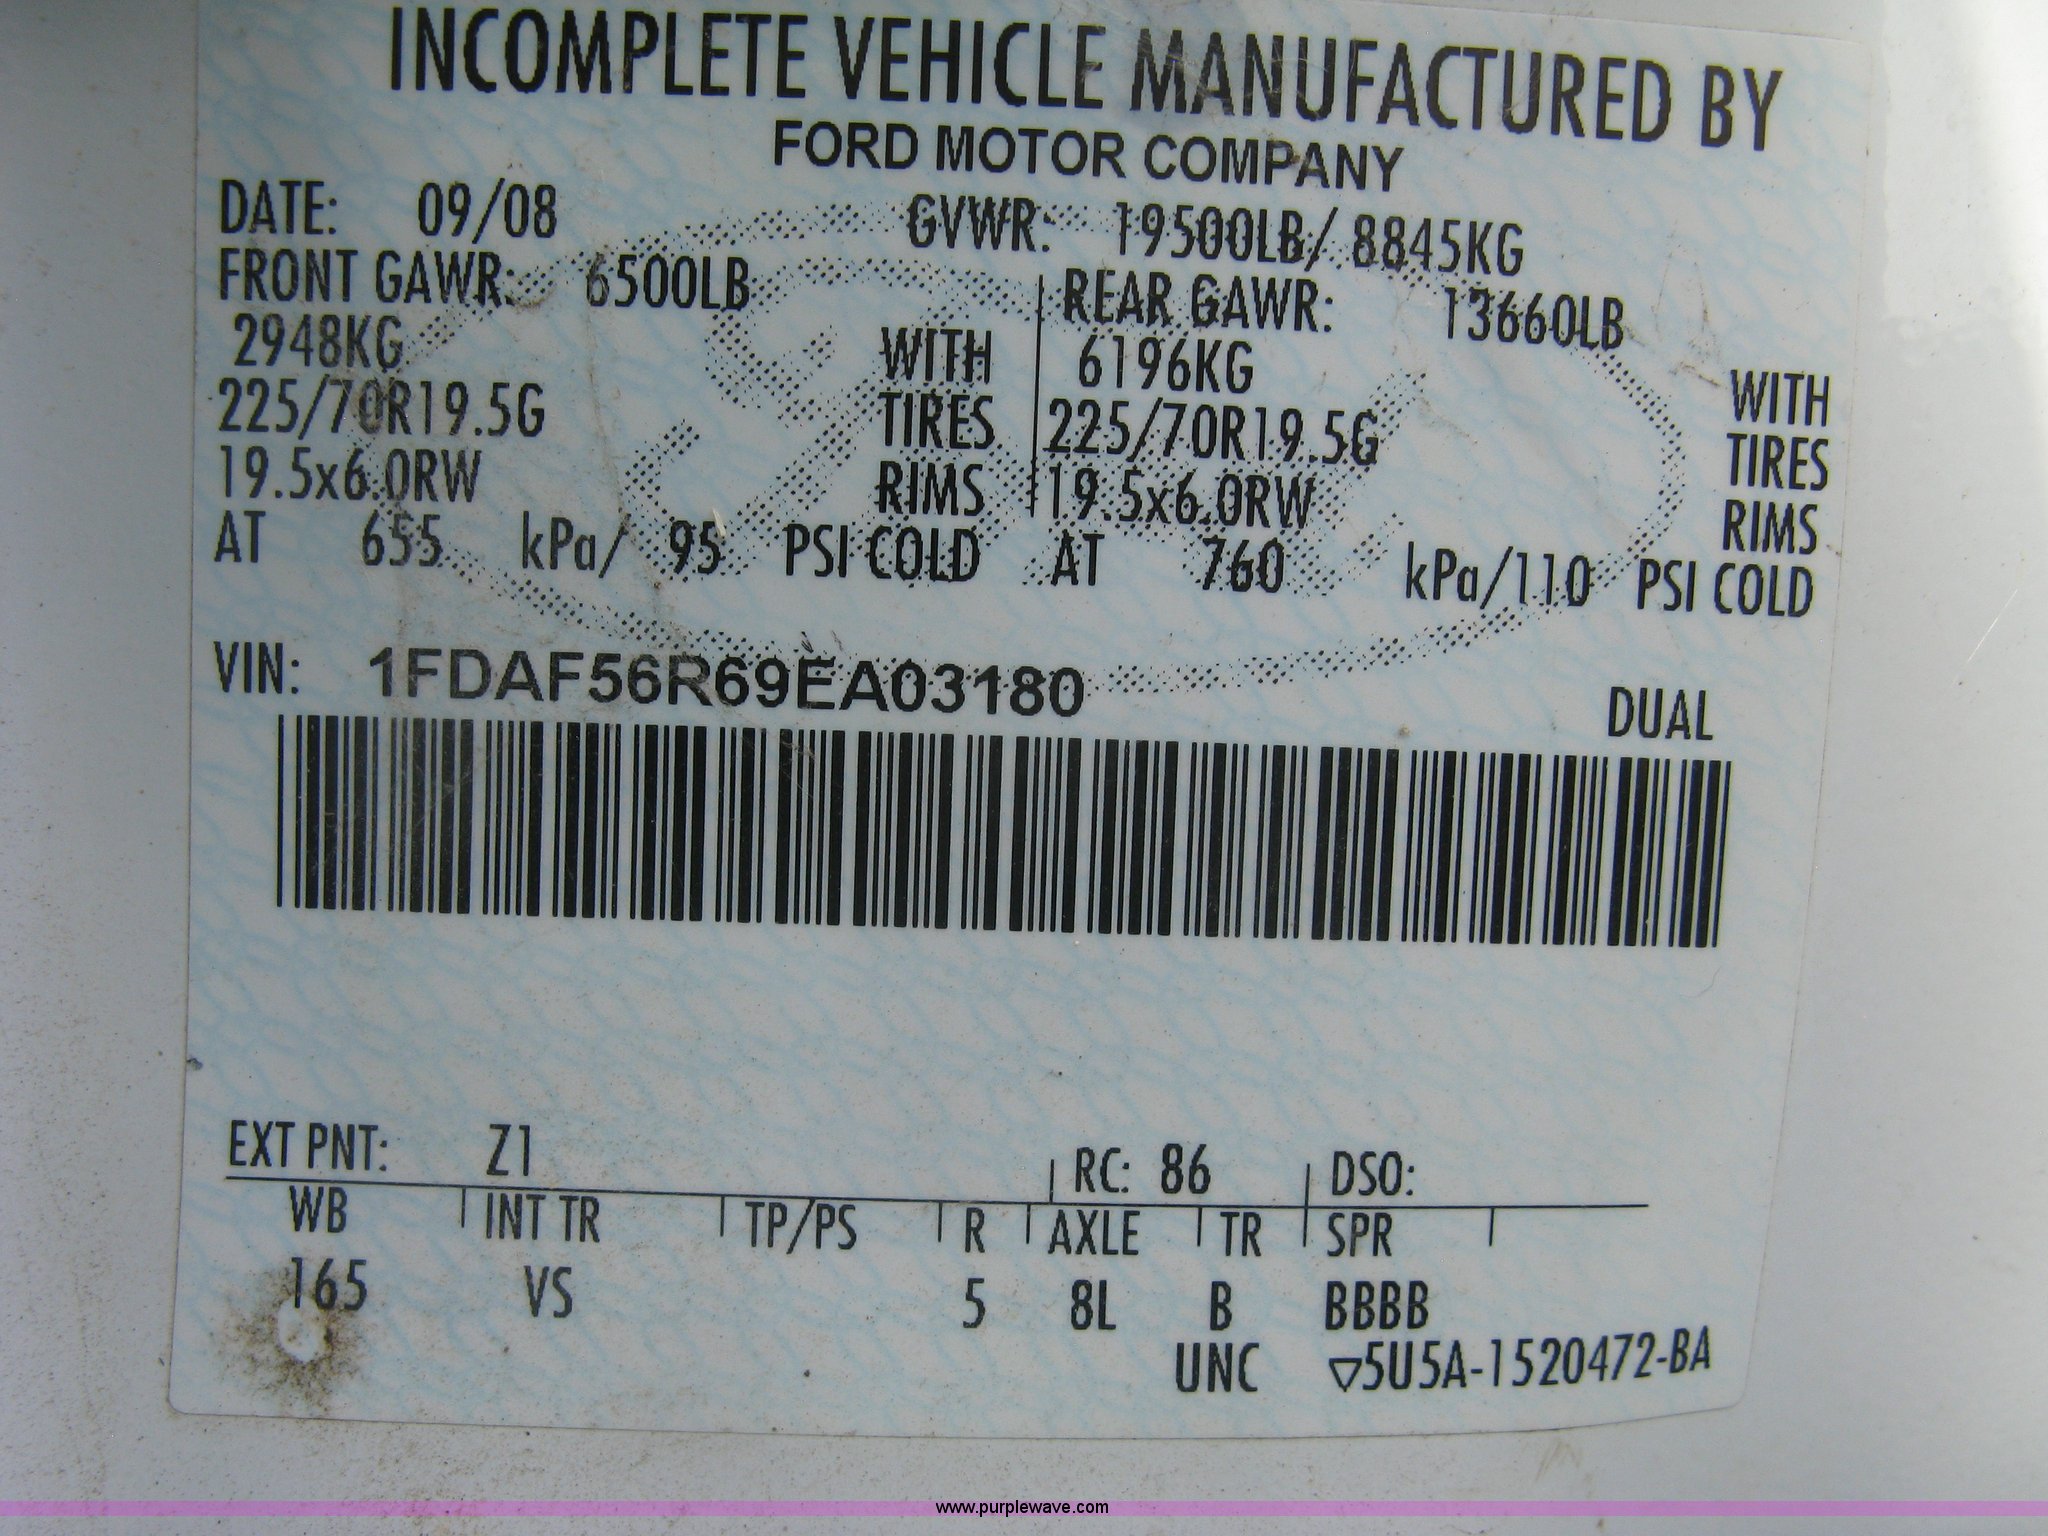 INCOMPLETE VEHICLE MANUFACTURED BY
FORD MOTOR COMPANY
DATE: 09/08 GVWR: 19500LB/ 8845KG
FRONT GAWR: 6500LB REAR GAWR: 13660LB
2948KG WITH 6196KG WITH
225/70R19.5G TIRES 225/70R19.5G TIRES
19.5x6.0RW RIMS 19.5x6.0RW RIMS
AT 655 kPa/ 95 PSI COLD AT 760 kPa/110 PSI COLD
VIN: 1FDAF56R69EA03180
DUAL
EXT PNT: Z1 RC: 86 DSO:
WB INT TR TP/PS R AXLE TR SPR
165 VS 5 8L B BBBB
UNC ▽5U5A-1520472-BA
www.purplewave.com